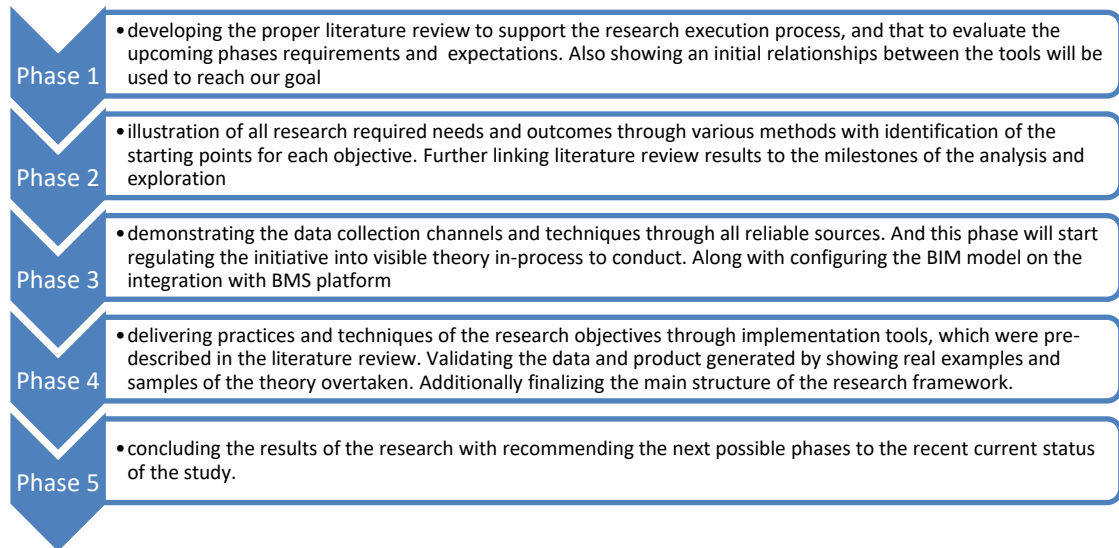 Phase 1
•developing the proper literature review to support the research execution process, and that to evaluate the
upcoming phases requirements and expectations. Also showing an initial relationships between the tools will be
used to reach our goal
Phase 2
•illustration of all research required needs and outcomes through various methods with identification of the
starting points for each objective. Further linking literature review results to the milestones of the analysis and
exploration
Phase 3
•demonstrating the data collection channels and techniques through all reliable sources. And this phase will start
regulating the initiative into visible theory in-process to conduct. Along with configuring the BIM model on the
integration with BMS platform
Phase 4
•delivering practices and techniques of the research objectives through implementation tools, which were pre-
described in the literature review. Validating the data and product generated by showing real examples and
samples of the theory overtaken. Additionally finalizing the main structure of the research framework.
Phase 5
•concluding the results of the research with recommending the next possible phases to the recent current status
of the study.